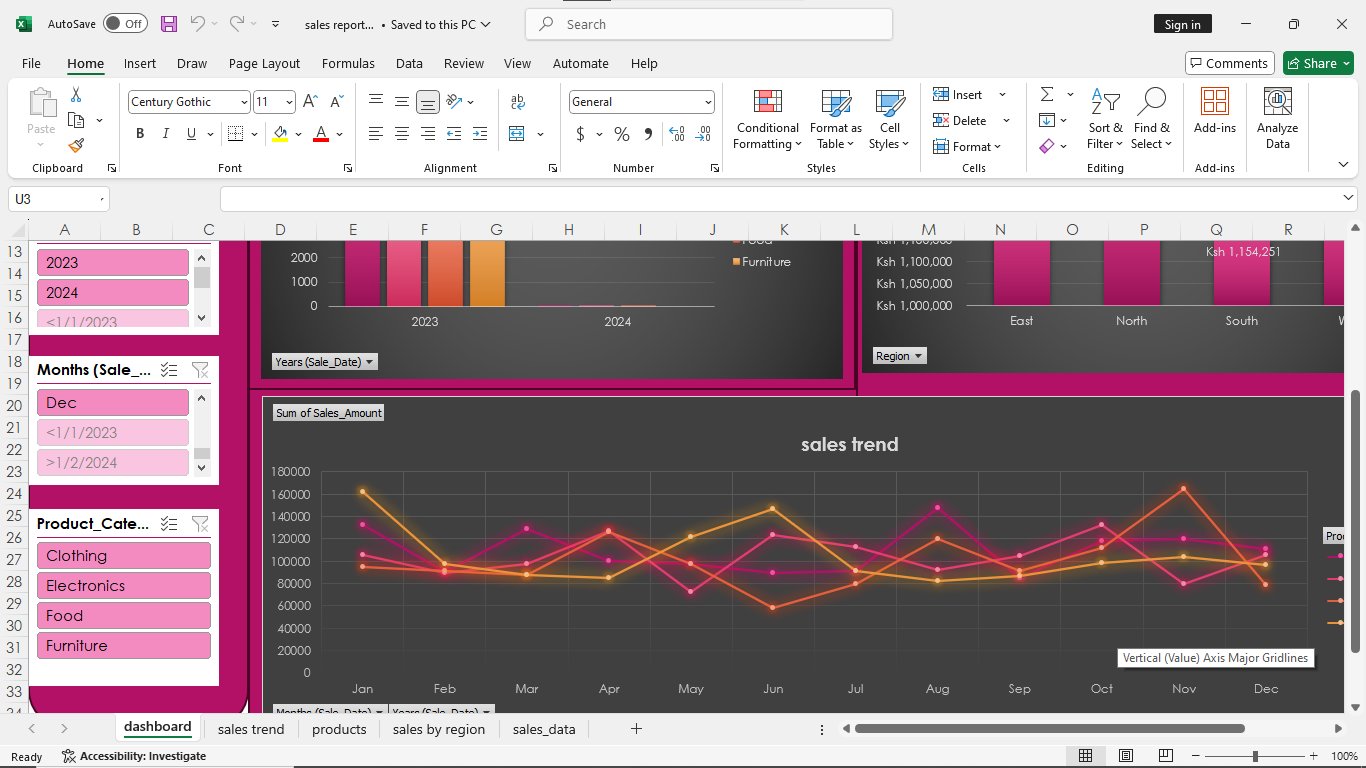 AutoSave Off sales report... • Saved to this PC Search Sign in
File Home Insert Draw Page Layout Formulas Data Review View Automate Help Comments Share
Paste Century Gothic 11 A A ab General Conditional Formatting Format as Table Cell Styles Insert Delete Format Sort & Filter Find & Select Add-ins Analyze Data
B I U A $ % 9
Clipboard Font Alignment Number Styles Cells Editing Add-ins
U3
A B C D E F G H I J K L M N O P Q R
13
14
15
16
17
18
19
20
21
22
23
24
25
26
27
28
29
30
31
32
33
2023
2024
<1/1/2023
Months (Sale_...
Dec
<1/1/2023
>1/2/2024
Product_Cate...
Clothing
Electronics
Food
Furniture
2000
1000
0
2023 2024
Food
Furniture
Years (Sale_Date)
Ksh 1,150,000
Ksh 1,100,000
Ksh 1,050,000
Ksh 1,000,000
Ksh 1,154,251
East North South W
Region
Sum of Sales_Amount
sales trend
180000
160000
140000
120000
100000
80000
60000
40000
20000
0
Jan Feb Mar Apr May Jun Jul Aug Sep Oct Nov Dec
Vertical (Value) Axis Major Gridlines
Proc
Months (Sale_Date) Years (Sale_Date)
dashboard sales trend products sales by region sales_data
Ready Accessibility: Investigate 100%